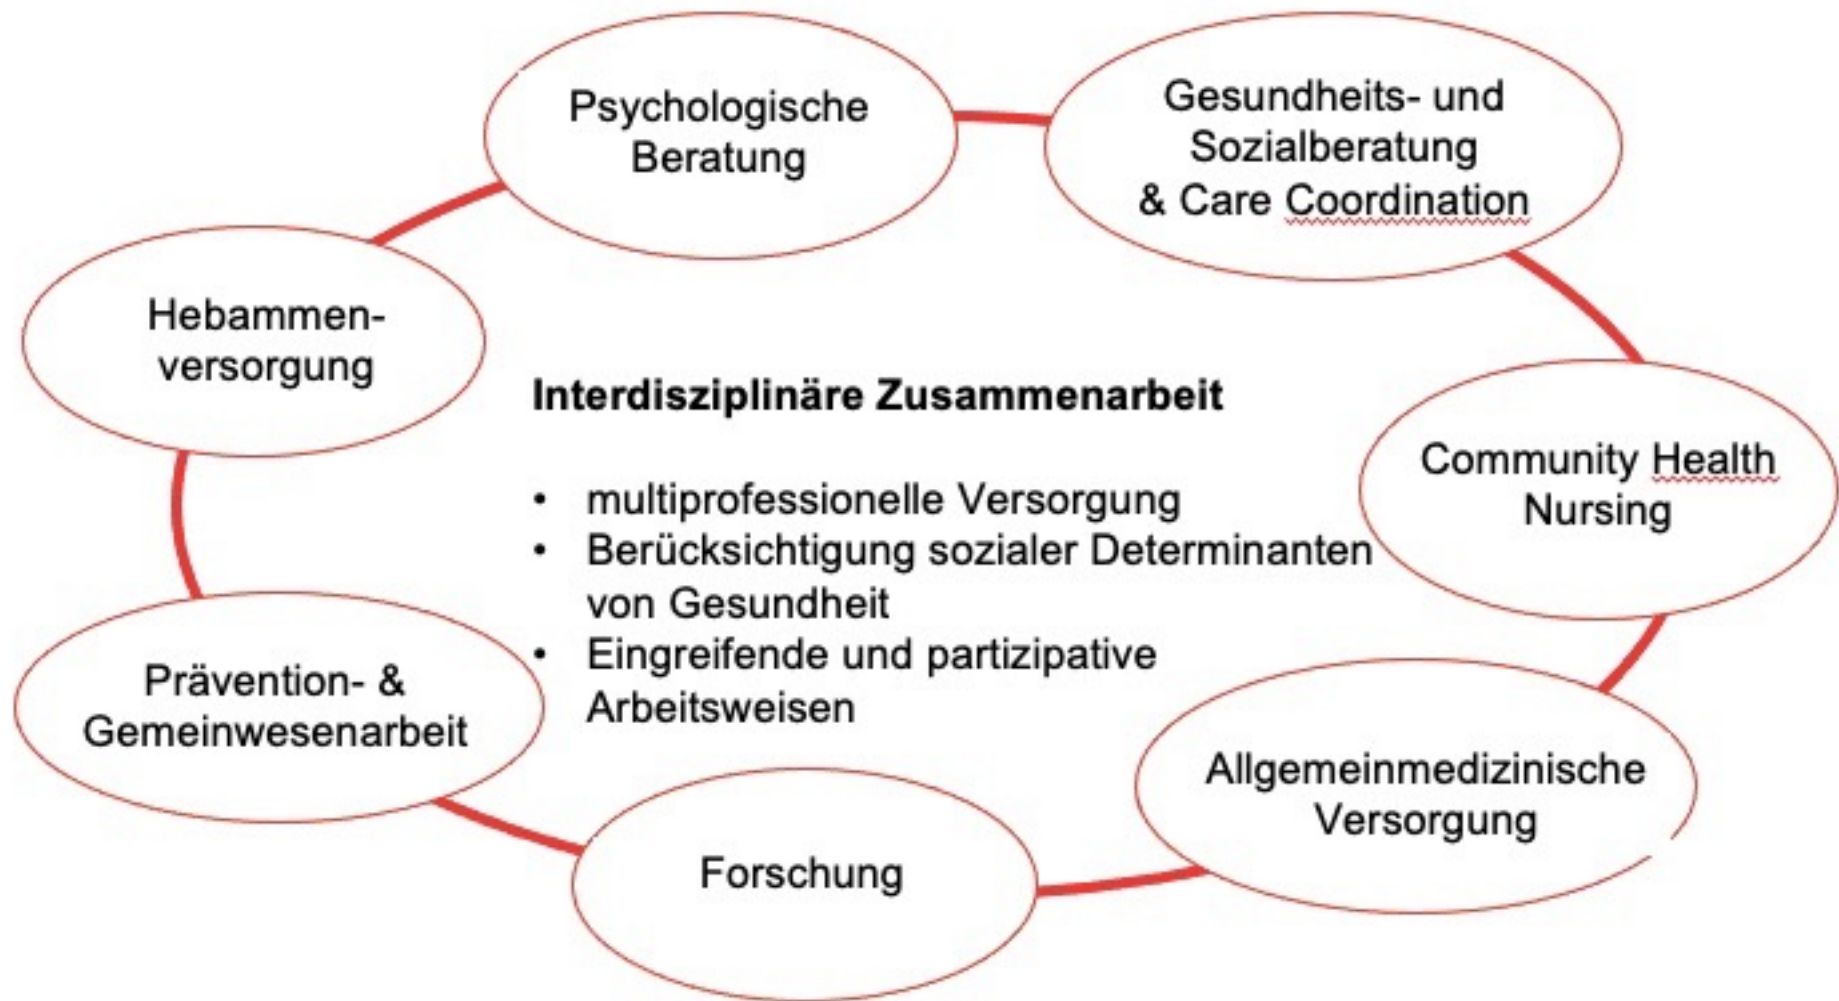 Psychologische
Beratung
Gesundheits- und
Sozialberatung
& Care Coordination
Hebammen-
versorgung
Interdisziplinäre Zusammenarbeit
• multiprofessionelle Versorgung
• Berücksichtigung sozialer Determinanten
von Gesundheit
• Eingreifende und partizipative
Arbeitsweisen
Community Health
Nursing
Prävention- &
Gemeinwesenarbeit
Allgemeinmedizinische
Versorgung
Forschung